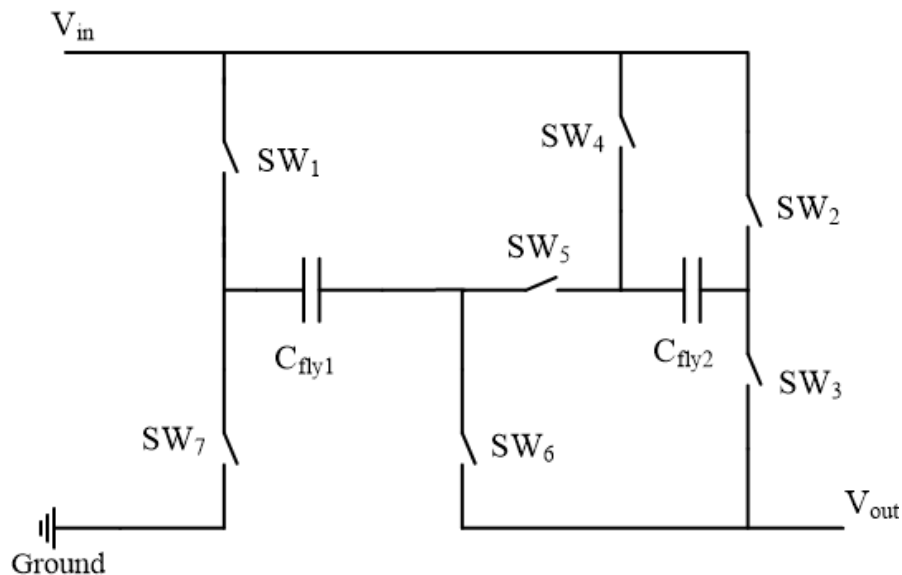 V_in
SW_4
SW_1
SW_2
SW_5
C_fly1
C_fly2
SW_3
SW_7
SW_6
V_out
Ground